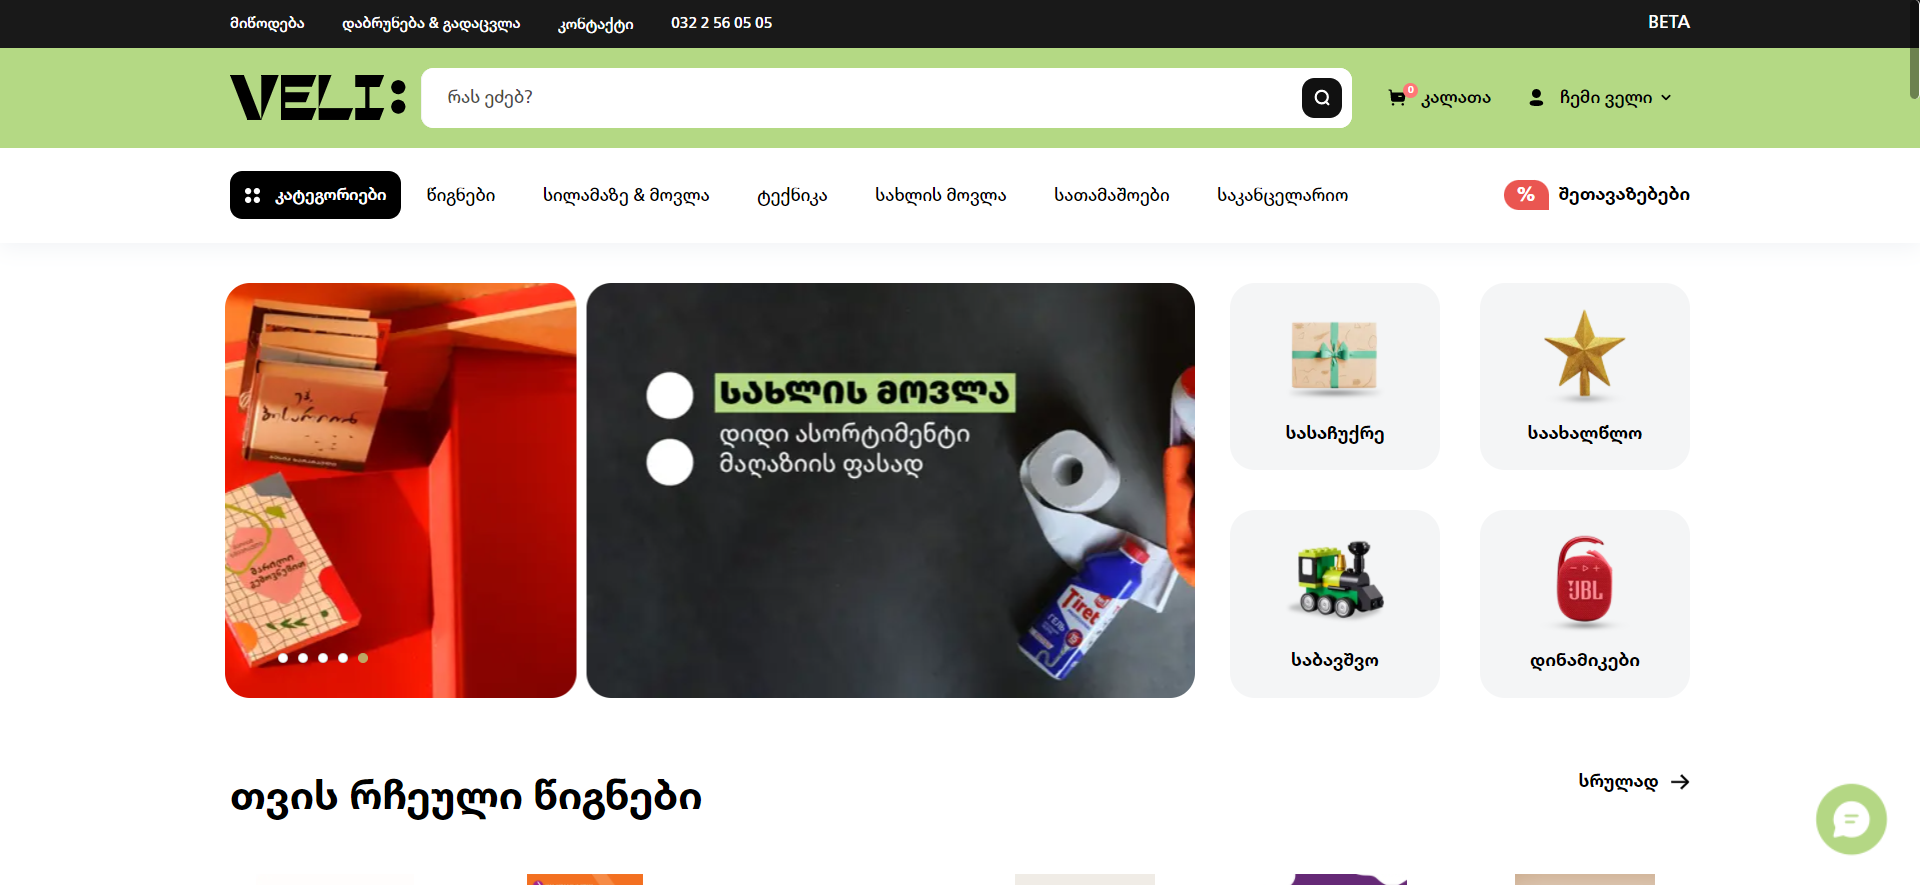 მიწოდება
დაბრუნება & გადაცვლა
კონტაქტი
032 2 56 05 05
BETA
VELI:
რას ეძებ?
0
კალათა
ჩემი ველი
კატეგორიები
წიგნები
სილამაზე & მოვლა
ტექნიკა
სახლის მოვლა
სათამაშოები
საკანცელარიო
%
შეთავაზებები
სახლის მოვლა
დიდი ასორტიმენტი
მაღაზიის ფასად
Tiret
ГЕЛЬ
სასაჩუქრე
საახალწლო
JBL
საბავშვო
დინამიკები
თვის რჩეული წიგნები
სრულად